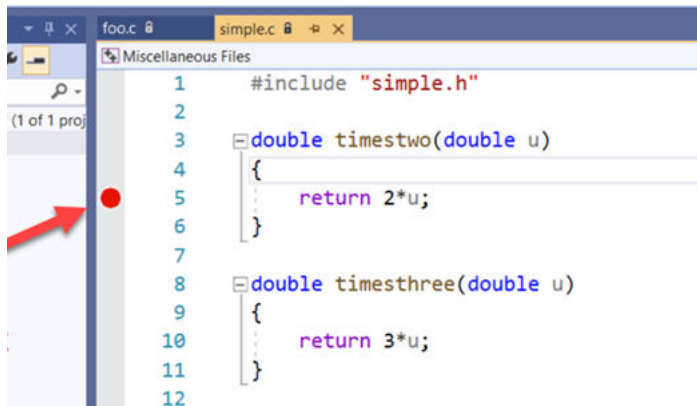 foo.c simple.c
Miscellaneous Files
(1 of 1 proj
1 #include "simple.h"
2
3 double timestwo(double u)
4 {
5 return 2*u;
6 }
7
8 double timesthree(double u)
9 {
10 return 3*u;
11 }
12